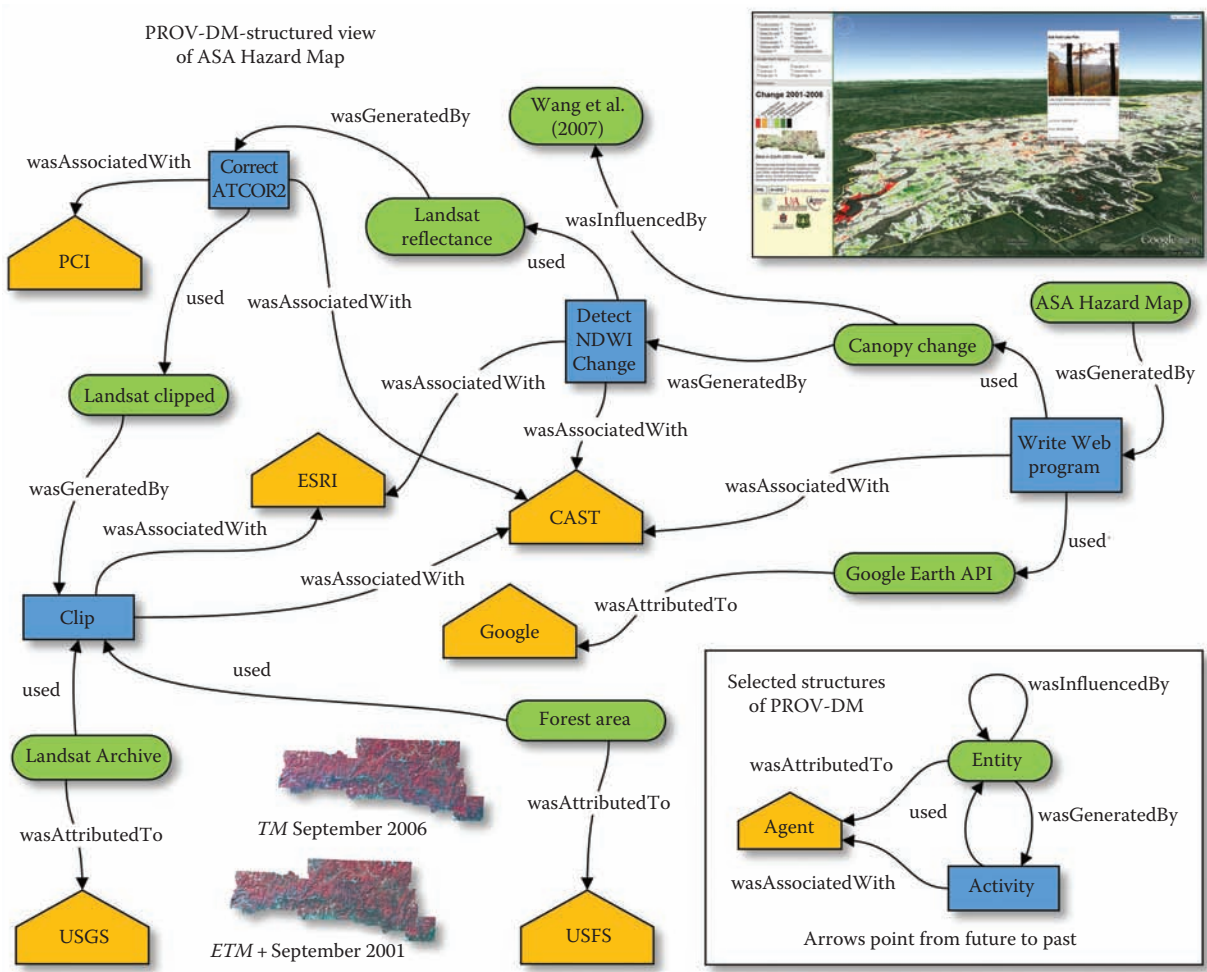 PROV-DM-structured view
of ASA Hazard Map
Change 2001-2006
Google
wasGeneratedBy
Wang et al.
(2007)
wasAssociatedWith
Correct
ATCOR2
Landsat
reflectance
wasInfluencedBy
PCI
used
used
wasAssociatedWith
ASA Hazard Map
Detect
NDWI
Change
Canopy change
wasAssociatedWith
wasGeneratedBy
used
wasGeneratedBy
Landsat clipped
wasAssociatedWith
Write Web
program
ESRI
wasGeneratedBy
wasAssociatedWith
CAST
wasAssociatedWith
used
wasAssociatedWith
Google Earth API
Clip
wasAttributedTo
Google
used
used
Forest area
Landsat Archive
wasAttributedTo
TM September 2006
wasAttributedTo
USGS
ETM + September 2001
USFS
Selected structures
of PROV-DM
wasInfluencedBy
wasAttributedTo
Entity
used
wasGeneratedBy
Agent
wasAssociatedWith
Activity
Arrows point from future to past